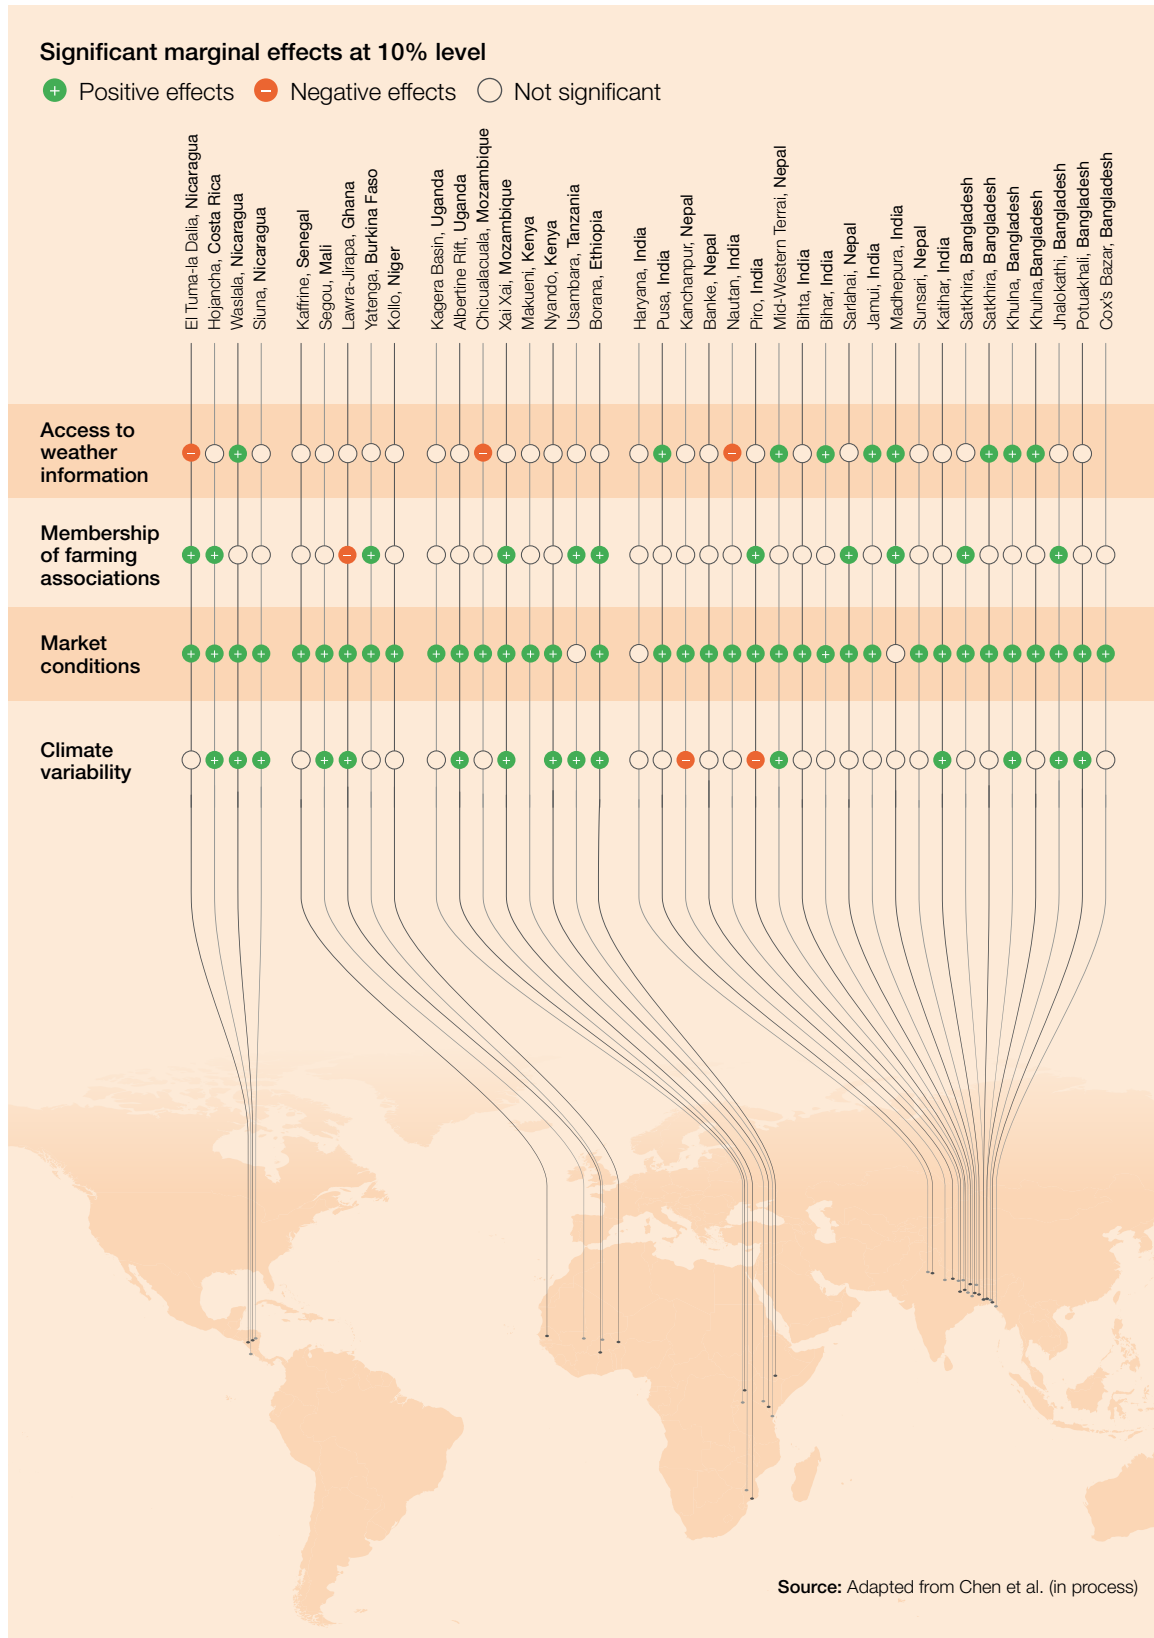 Significant marginal effects at 10% level
+ Positive effects − Negative effects Not significant
El Tuma-la Dalia, Nicaragua
Hojancha, Costa Rica
Waslala, Nicaragua
Siuna, Nicaragua
Kaffrine, Senegal
Segou, Mali
Lawra-Jirapa, Ghana
Yatenga, Burkina Faso
Kollo, Niger
Kagera Basin, Uganda
Albertine Rift, Uganda
Chicualacuala, Mozambique
Xai Xai, Mozambique
Makueni, Kenya
Nyando, Kenya
Usambara, Tanzania
Borana, Ethiopia
Haryana, India
Pusa, India
Kanchanpur, Nepal
Banke, Nepal
Nautan, India
Piro, India
Mid-Western Terrai, Nepal
Bihta, India
Bihar, India
Sarlahai, Nepal
Jamui, India
Madhepura, India
Sunsari, Nepal
Katihar, India
Satkhira, Bangladesh
Satkhira, Bangladesh
Khulna, Bangladesh
Khulna,Bangladesh
Jhalokathi, Bangladesh
Potuakhali, Bangladesh
Cox's Bazar, Bangladesh
Access to
weather
information
Membership
of farming
associations
Market
conditions
Climate
variability
Source: Adapted from Chen et al. (in process)